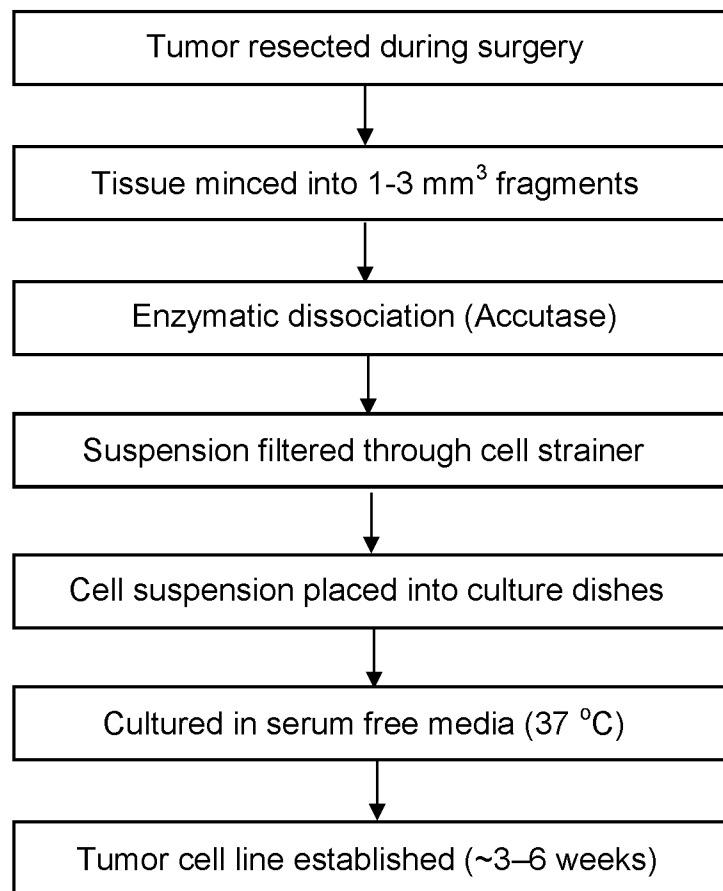 Tumor resected during surgery
Tissue minced into 1-3 mm³ fragments
Enzymatic dissociation (Accutase)
Suspension filtered through cell strainer
Cell suspension placed into culture dishes
Cultured in serum free media (37 °C)
Tumor cell line established (~3–6 weeks)